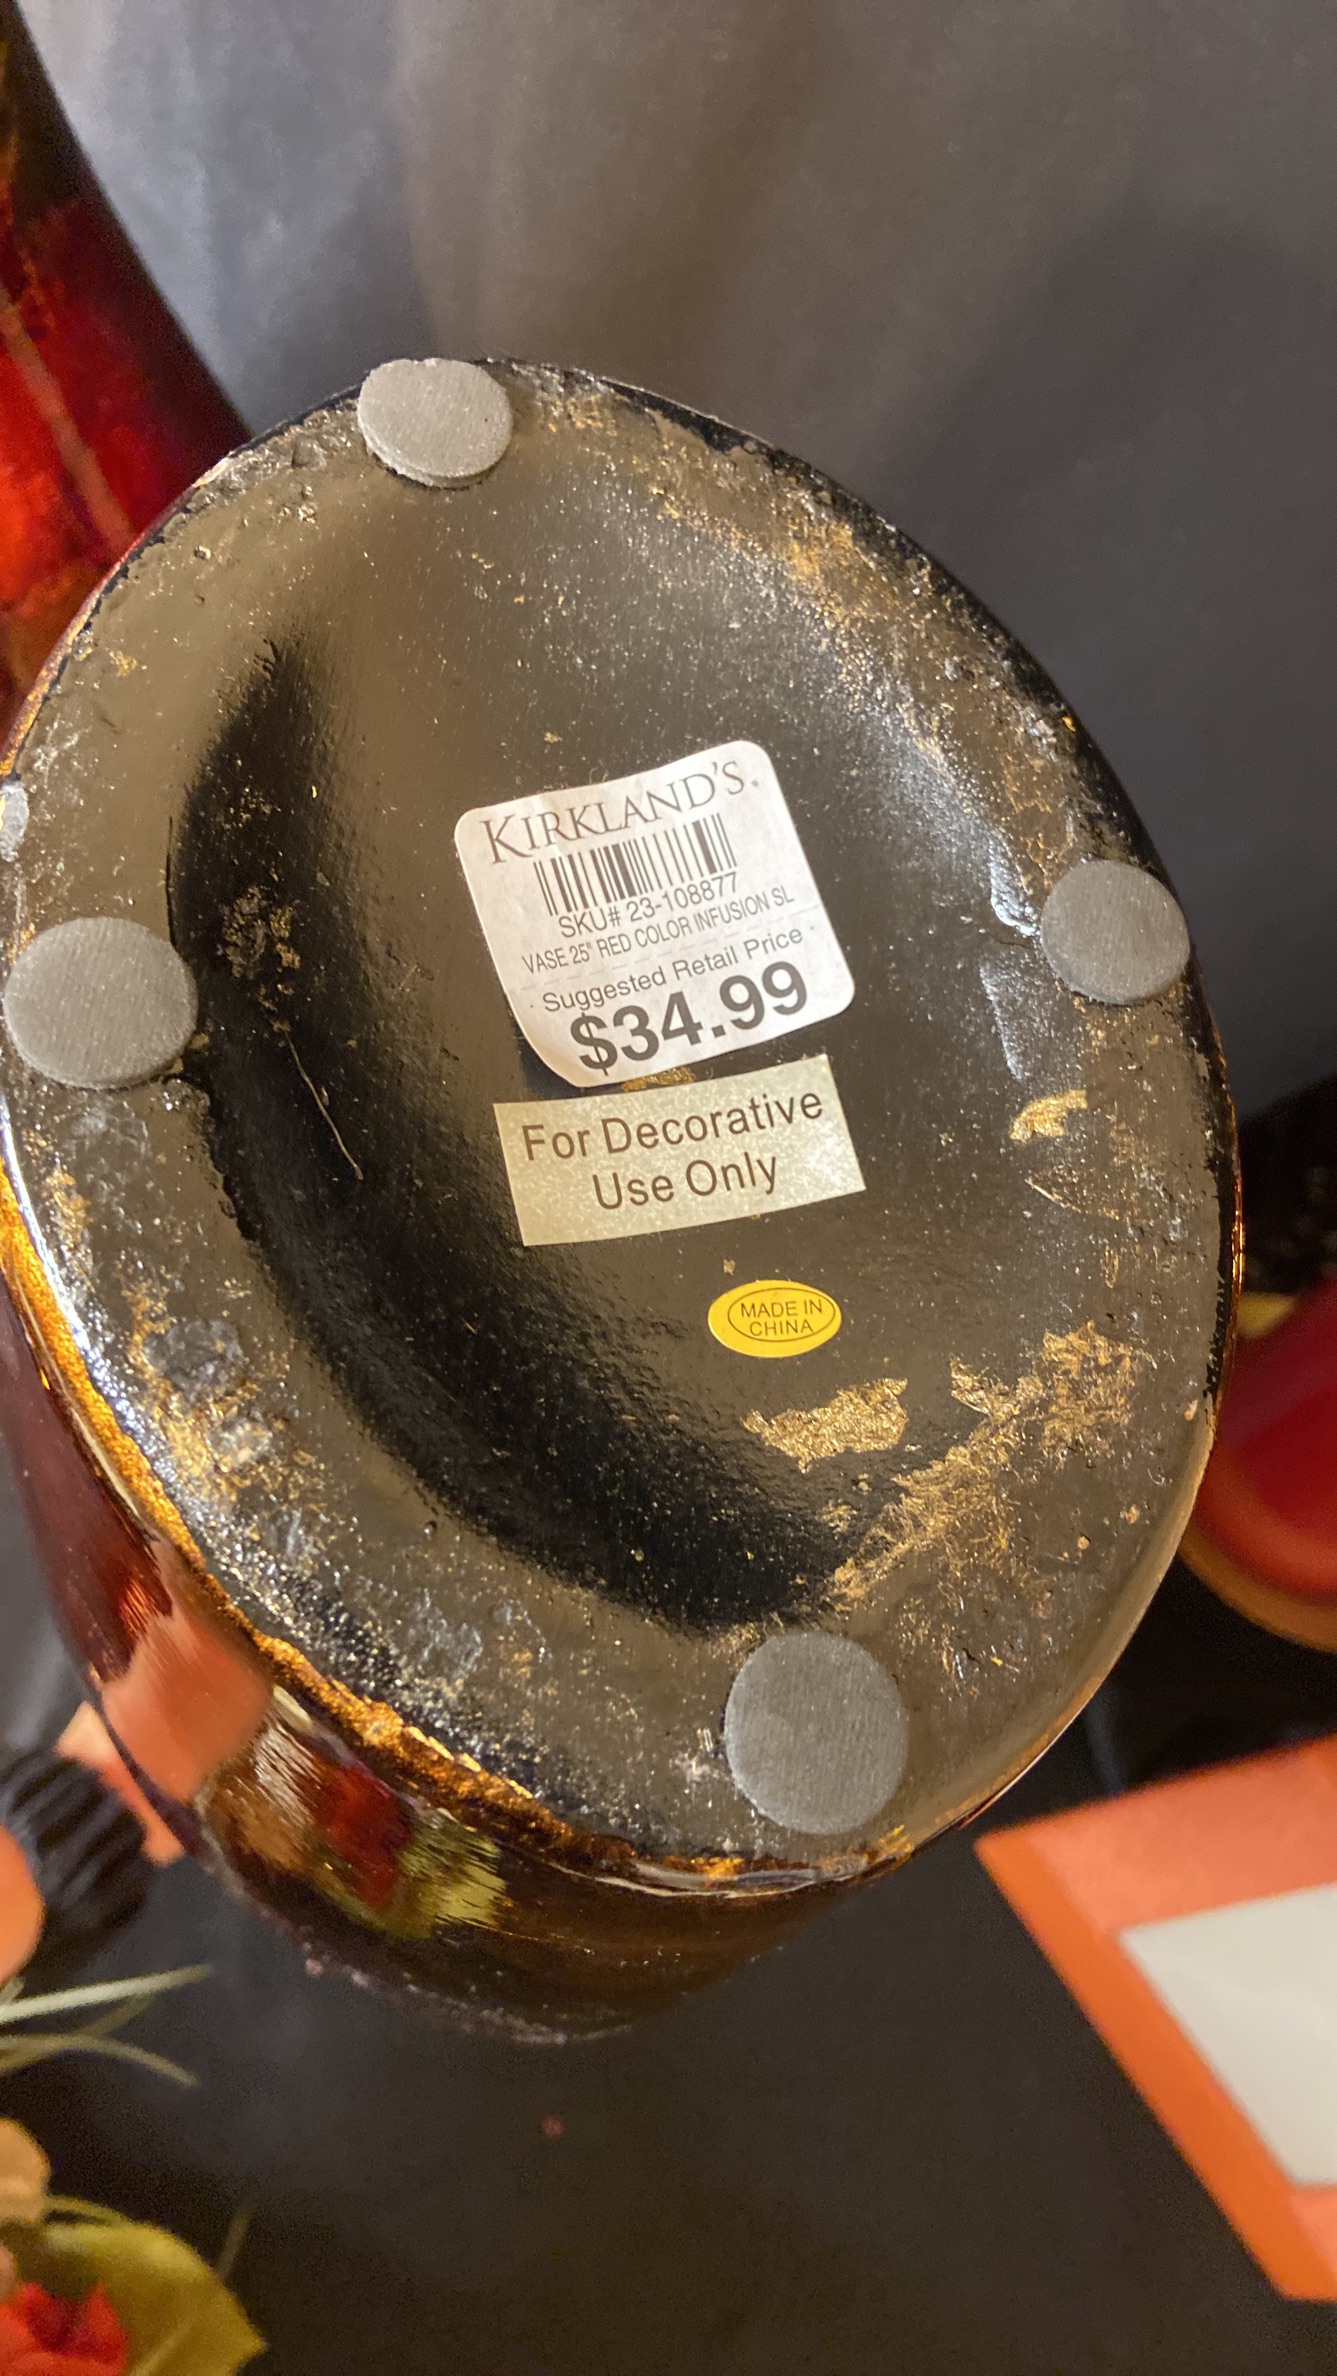 KIRKLAND'S.
SKU# 23-108877
VASE 25" RED COLOR INFUSION SL
Suggested Retail Price
$34.99
For Decorative
Use Only
MADE IN
CHINA